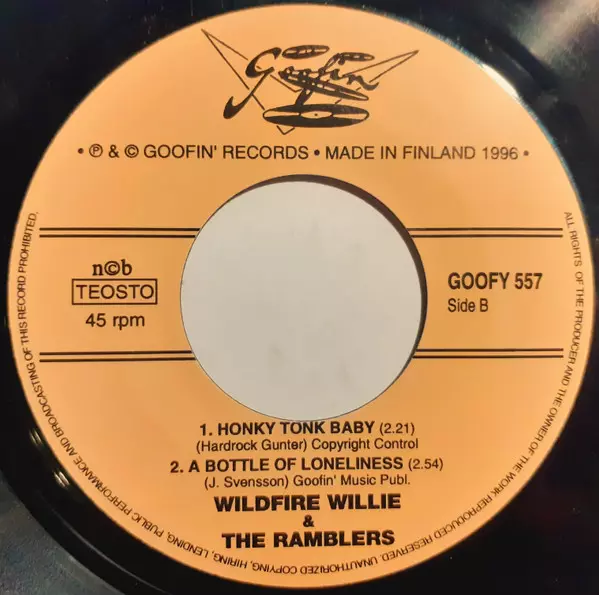 Goofin'
• ℗ & © GOOFIN' RECORDS • MADE IN FINLAND 1996 •
n©b
TEOSTO
45 rpm
GOOFY 557
Side B
1. HONKY TONK BABY (2.21)
(Hardrock Gunter) Copyright Control
2. A BOTTLE OF LONELINESS (2.54)
(J. Svensson) Goofin' Music Publ.
WILDFIRE WILLIE
&
THE RAMBLERS
ALL RIGHTS OF THE PRODUCER AND THE OWNER OF THE WORK REPRODUCED RESERVED. UNAUTHORIZED COPYING, HIRING, LENDING, PUBLIC PERFORMANCE AND BROADCASTING OF THIS RECORD PROHIBITED.